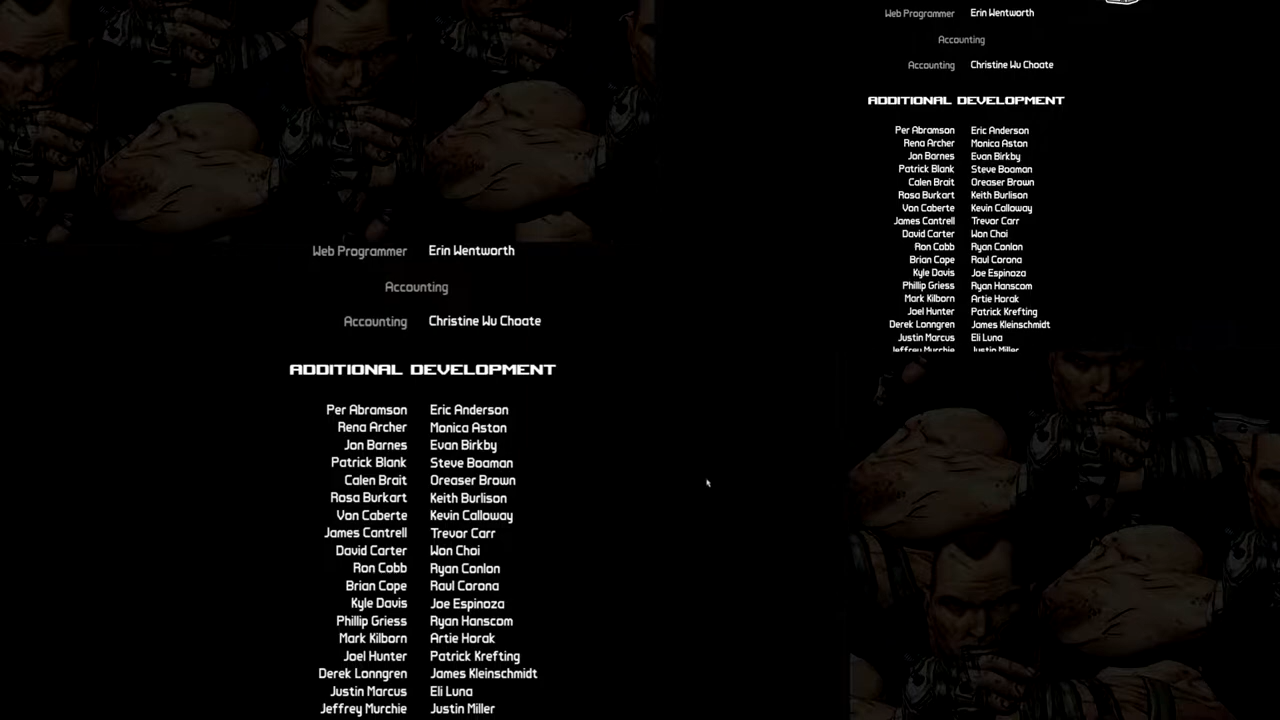 Web Programmer Erin Wentworth
Accounting
Accounting Christine Wu Choate
ADDITIONAL DEVELOPMENT
Per Abramson Eric Anderson
Rena Archer Monica Aston
Jon Barnes Evan Birkby
Patrick Blank Steve Boaman
Calen Brait Oreaser Brown
Rosa Burkart Keith Burlison
Von Caberte Kevin Calloway
James Cantrell Trevor Carr
David Carter Won Choi
Ron Cobb Ryan Conlon
Brian Cope Raul Corona
Kyle Davis Joe Espinoza
Phillip Griess Ryan Hanscom
Mark Kilborn Artie Horak
Joel Hunter Patrick Krefting
Derek Lonngren James Kleinschmidt
Justin Marcus Eli Luna
Jeffrey Murchie Justin Miller
Web Programmer Erin Wentworth
Accounting
Accounting Christine Wu Choate
ADDITIONAL DEVELOPMENT
Per Abramson Eric Anderson
Rena Archer Monica Aston
Jon Barnes Evan Birkby
Patrick Blank Steve Boaman
Calen Brait Oreaser Brown
Rosa Burkart Keith Burlison
Von Caberte Kevin Calloway
James Cantrell Trevor Carr
David Carter Won Choi
Ron Cobb Ryan Conlon
Brian Cope Raul Corona
Kyle Davis Joe Espinoza
Phillip Griess Ryan Hanscom
Mark Kilborn Artie Horak
Joel Hunter Patrick Krefting
Derek Lonngren James Kleinschmidt
Justin Marcus Eli Luna
Jeffrey Murchie Justin Miller